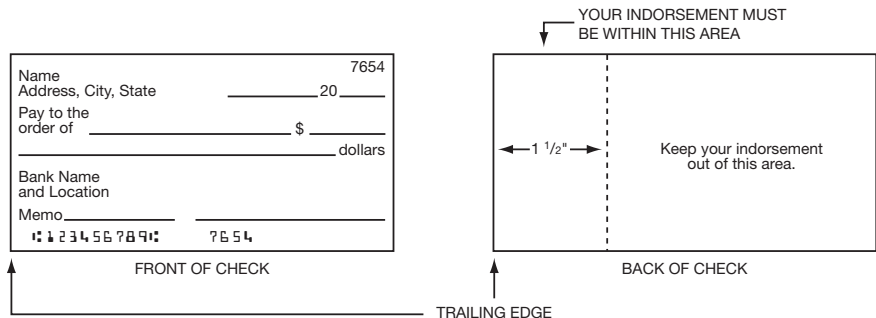 YOUR INDORSEMENT MUST
BE WITHIN THIS AREA
7654
Name
Address, City, State 20
Pay to the
order of $
dollars
Bank Name
and Location
Memo
⑆123456789⑆ 7654
1 1/2"
Keep your indorsement
out of this area.
FRONT OF CHECK
BACK OF CHECK
TRAILING EDGE